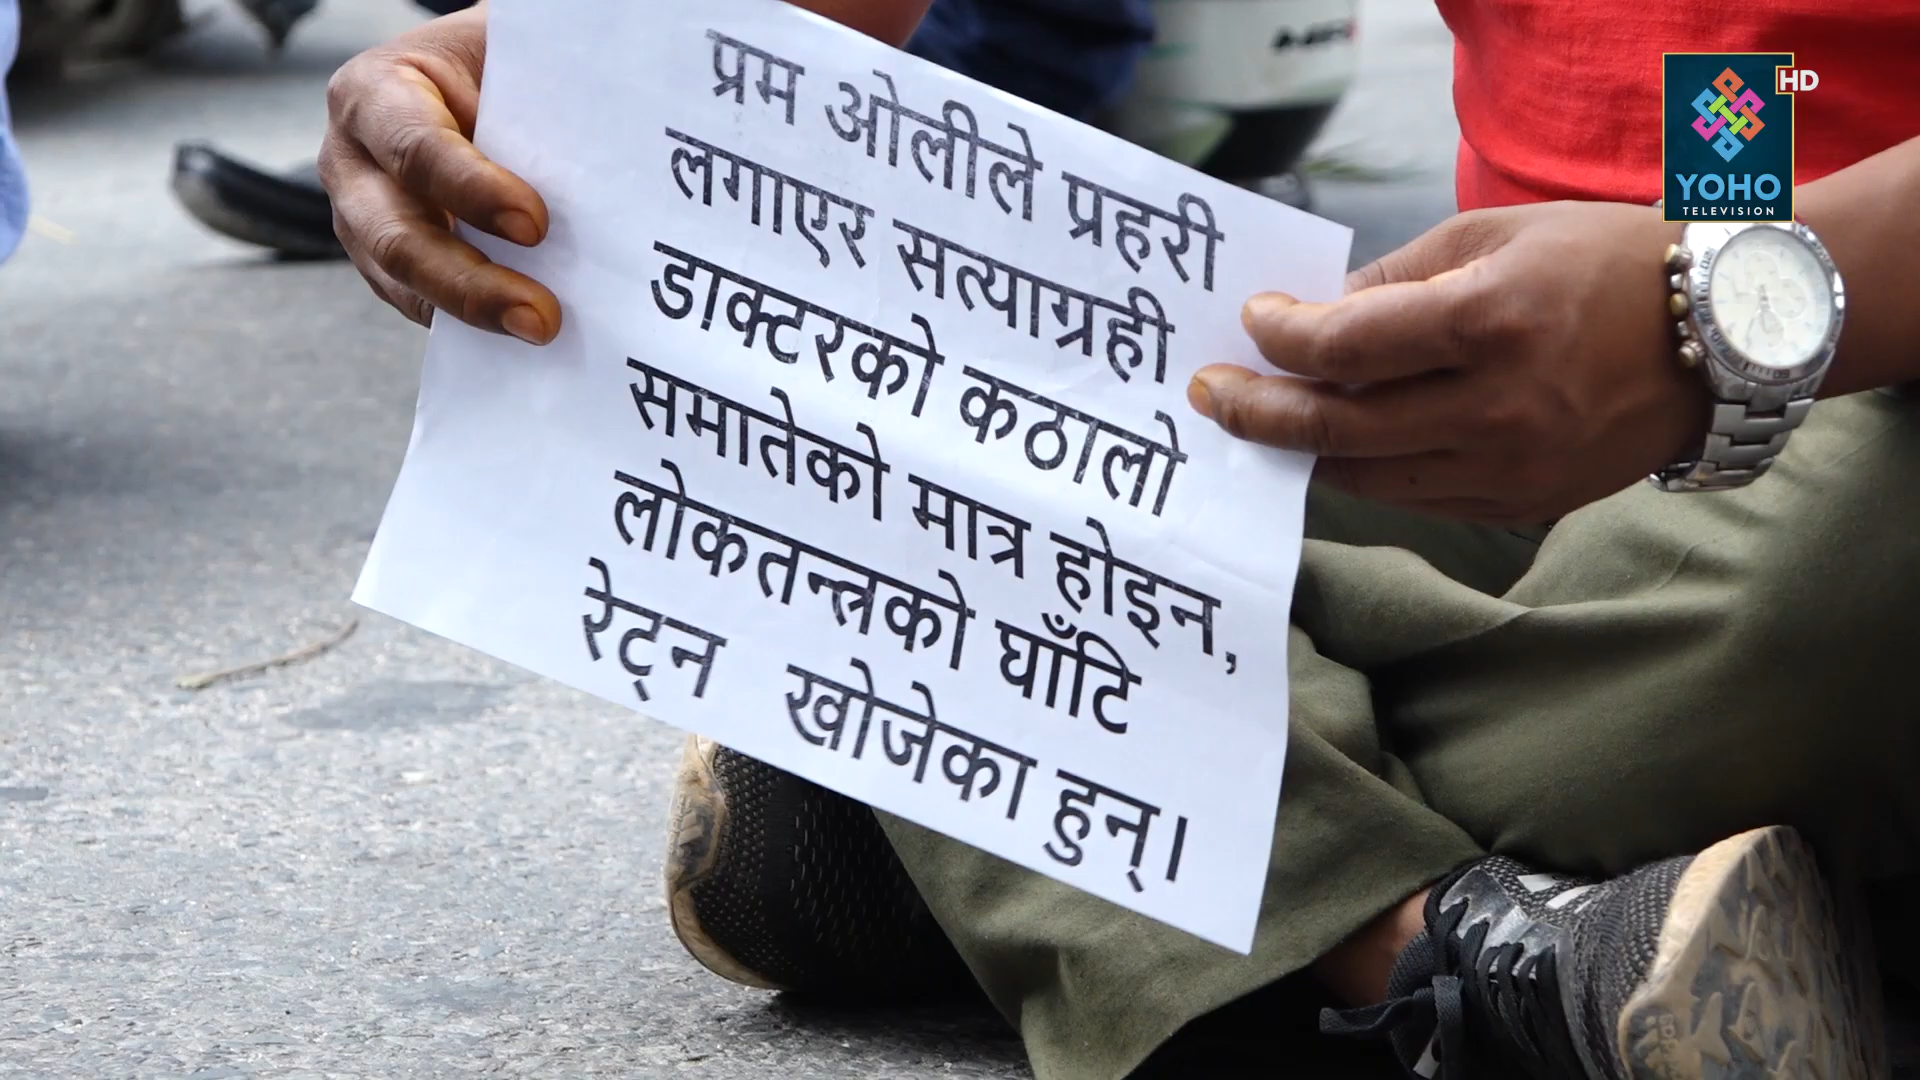 प्रम ओलीले प्रहरी
लगाएर सत्याग्रही
डाक्टरको कठालो
समातेको मात्र होइन,
लोकतन्त्रको घाँटि
रेट्न खोजेका हुन्।
HD
YOHO
TELEVISION